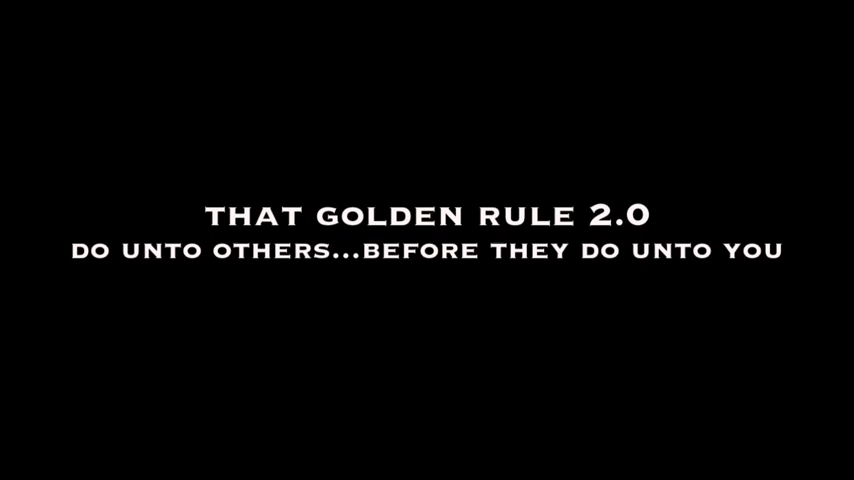 THAT GOLDEN RULE 2.0
DO UNTO OTHERS...BEFORE THEY DO UNTO YOU